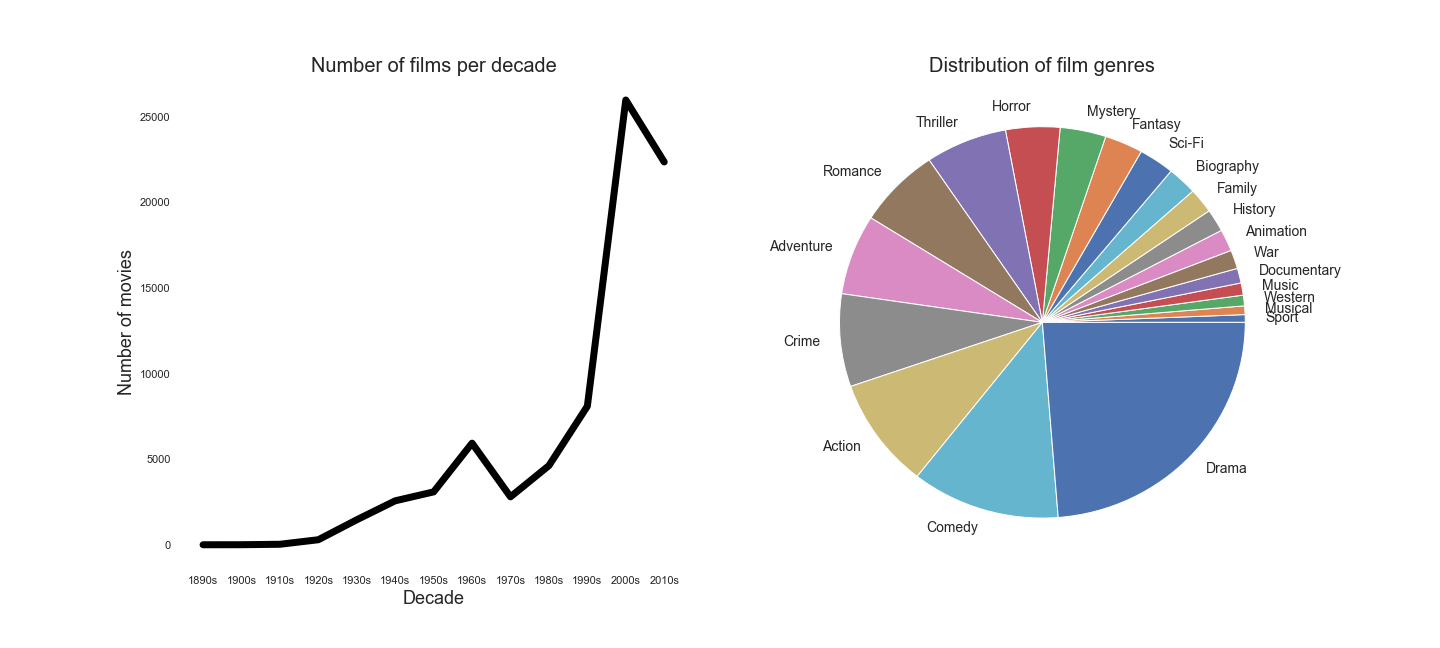 Number of films per decade
Number of movies
25000
20000
15000
10000
5000
0
1890s 1900s 1910s 1920s 1930s 1940s 1950s 1960s 1970s 1980s 1990s 2000s 2010s
Decade
Distribution of film genres
Horror
Mystery
Thriller
Fantasy
Sci-Fi
Romance
Biography
Family
History
Adventure
Animation
War
Documentary
Music
Western
Musical
Sport
Crime
Action
Drama
Comedy